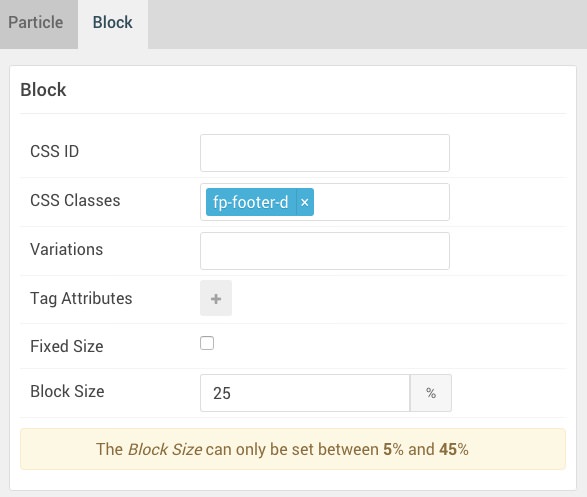 Particle Block
Block
CSS ID
CSS Classes fp-footer-d ×
Variations
Tag Attributes +
Fixed Size
Block Size 25 %
The Block Size can only be set between 5% and 45%